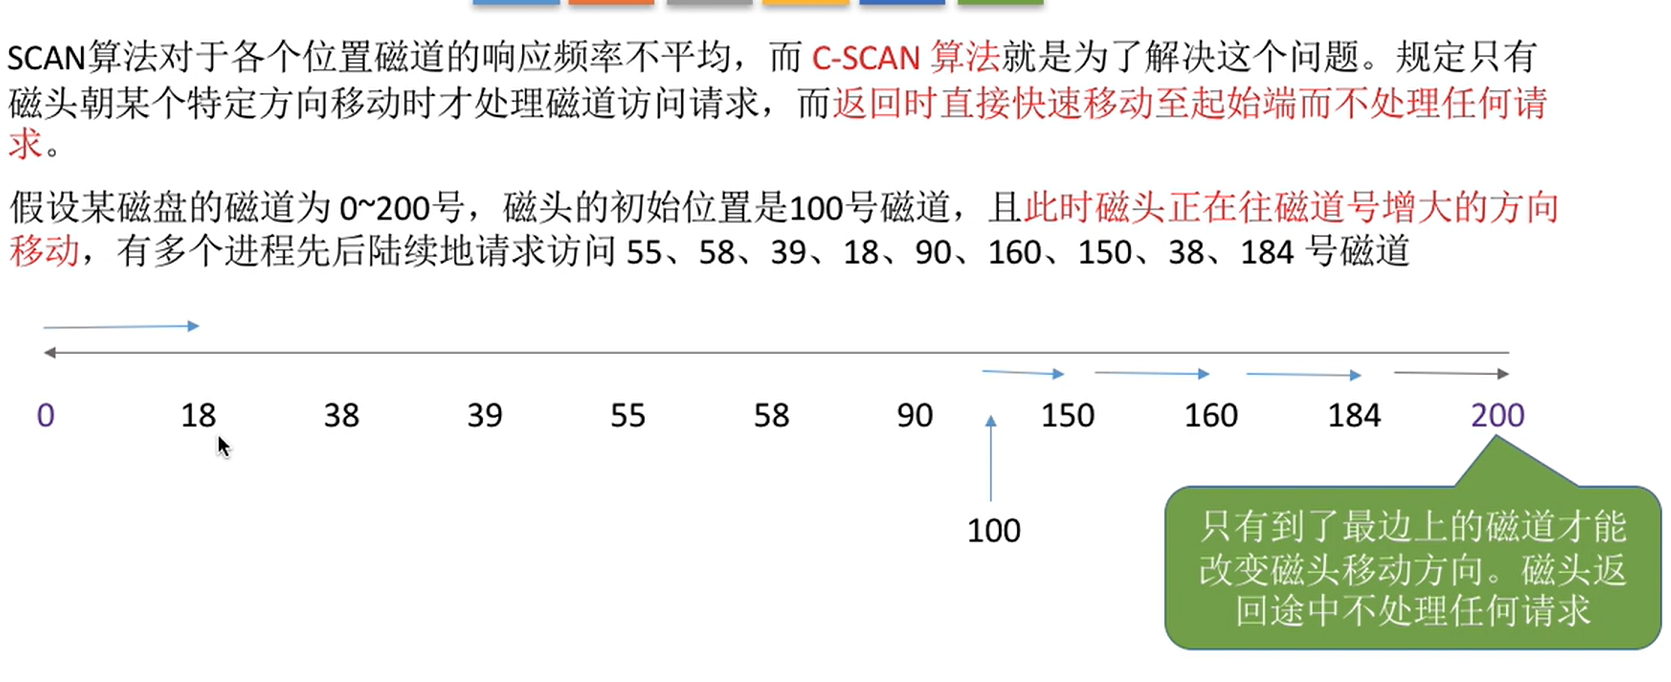 SCAN算法对于各个位置磁道的响应频率不平均，而 C-SCAN 算法就是为了解决这个问题。规定只有
磁头朝某个特定方向移动时才处理磁道访问请求，而返回时直接快速移动至起始端而不处理任何请
求。
假设某磁盘的磁道为 0~200号，磁头的初始位置是100号磁道，且此时磁头正在往磁道号增大的方向
移动，有多个进程先后陆续地请求访问 55、58、39、18、90、160、150、38、184 号磁道
0 18 38 39 55 58 90 150 160 184 200
100
只有到了最边上的磁道才能
改变磁头移动方向。磁头返
回途中不处理任何请求